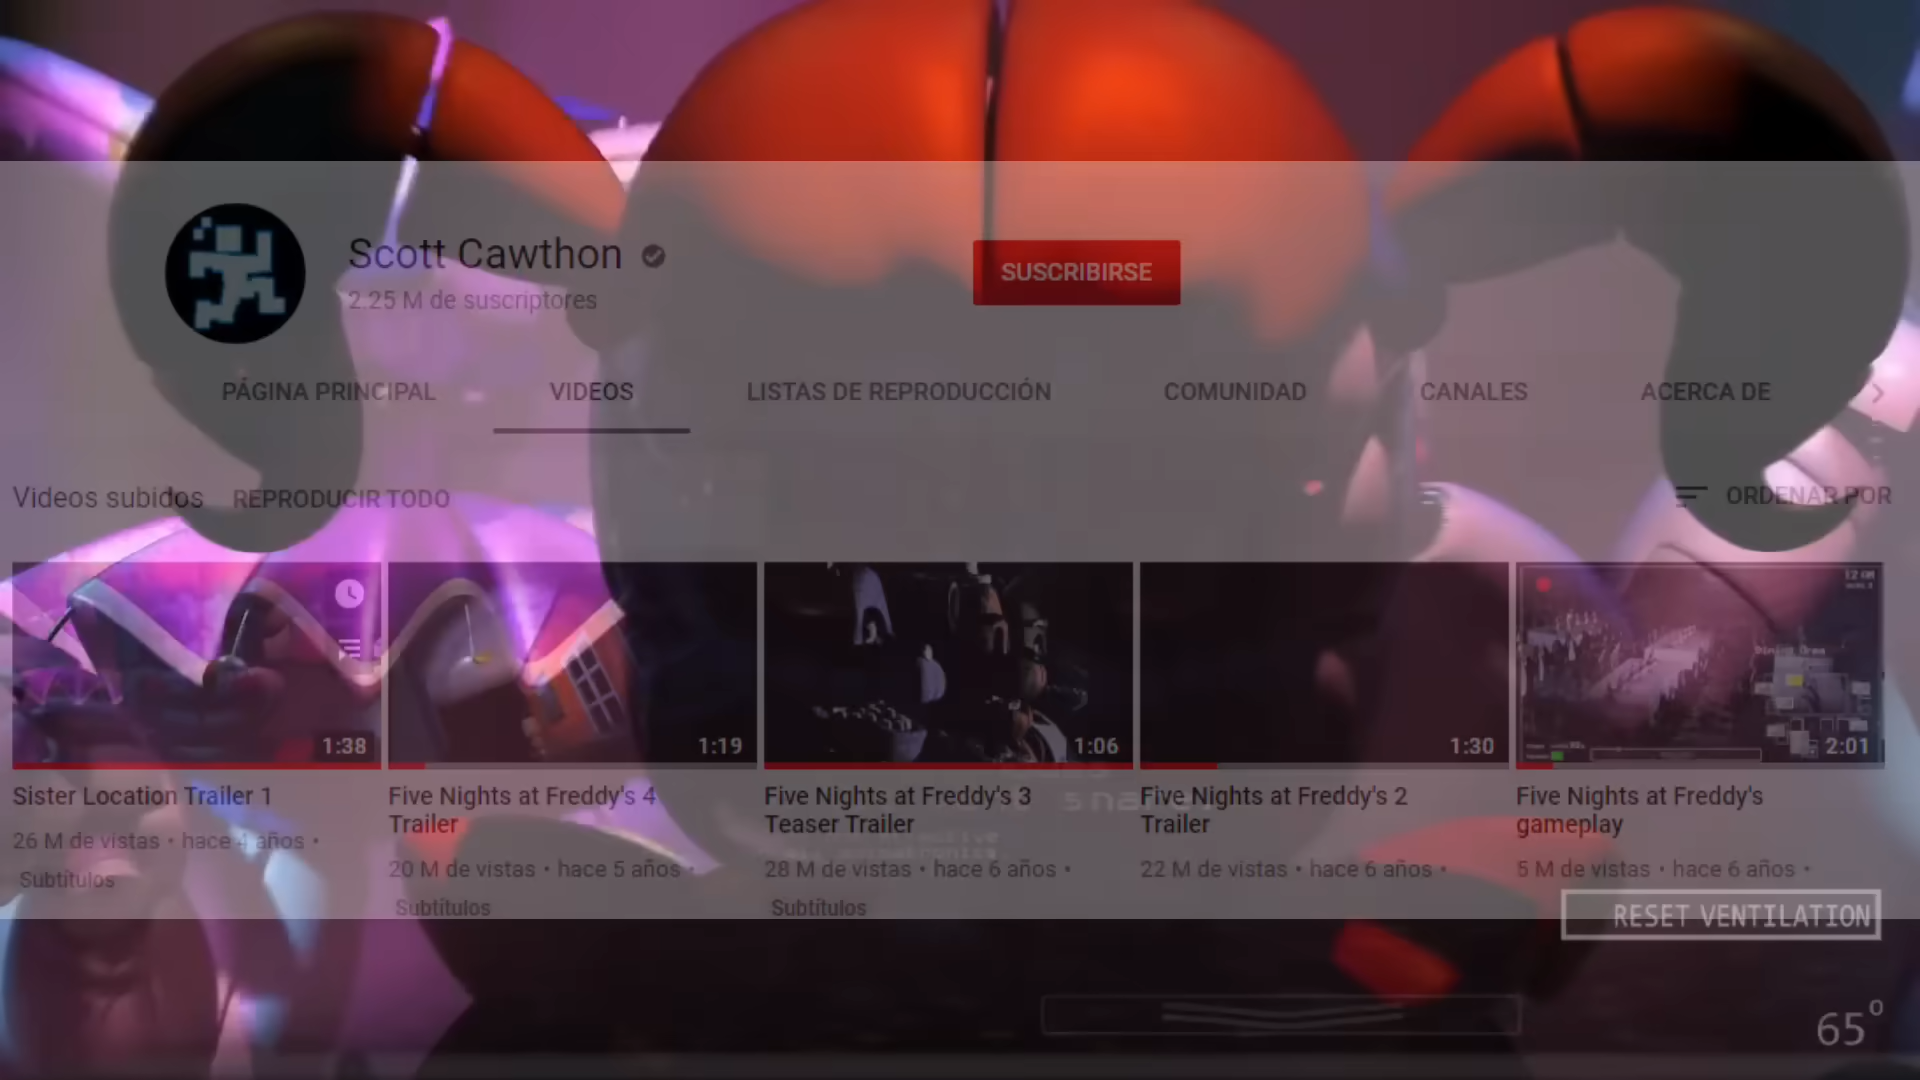 Scott Cawthon
2.25 M de suscriptores
SUSCRIBIRSE
PÁGINA PRINCIPAL VIDEOS LISTAS DE REPRODUCCIÓN COMUNIDAD CANALES ACERCA DE
Videos subidos REPRODUCIR TODO ORDENAR POR
12 AM
1:38 1:19 1:06 1:30 2:01
Sister Location Trailer 1
26 M de vistas • hace 4 años •
Subtítulos
Five Nights at Freddy's 4
Trailer
20 M de vistas • hace 5 años •
Subtítulos
Five Nights at Freddy's 3
Teaser Trailer
28 M de vistas • hace 6 años •
Subtítulos
Five Nights at Freddy's 2
Trailer
22 M de vistas • hace 6 años •
Five Nights at Freddy's
gameplay
5 M de vistas • hace 6 años •
RESET VENTILATION
65°